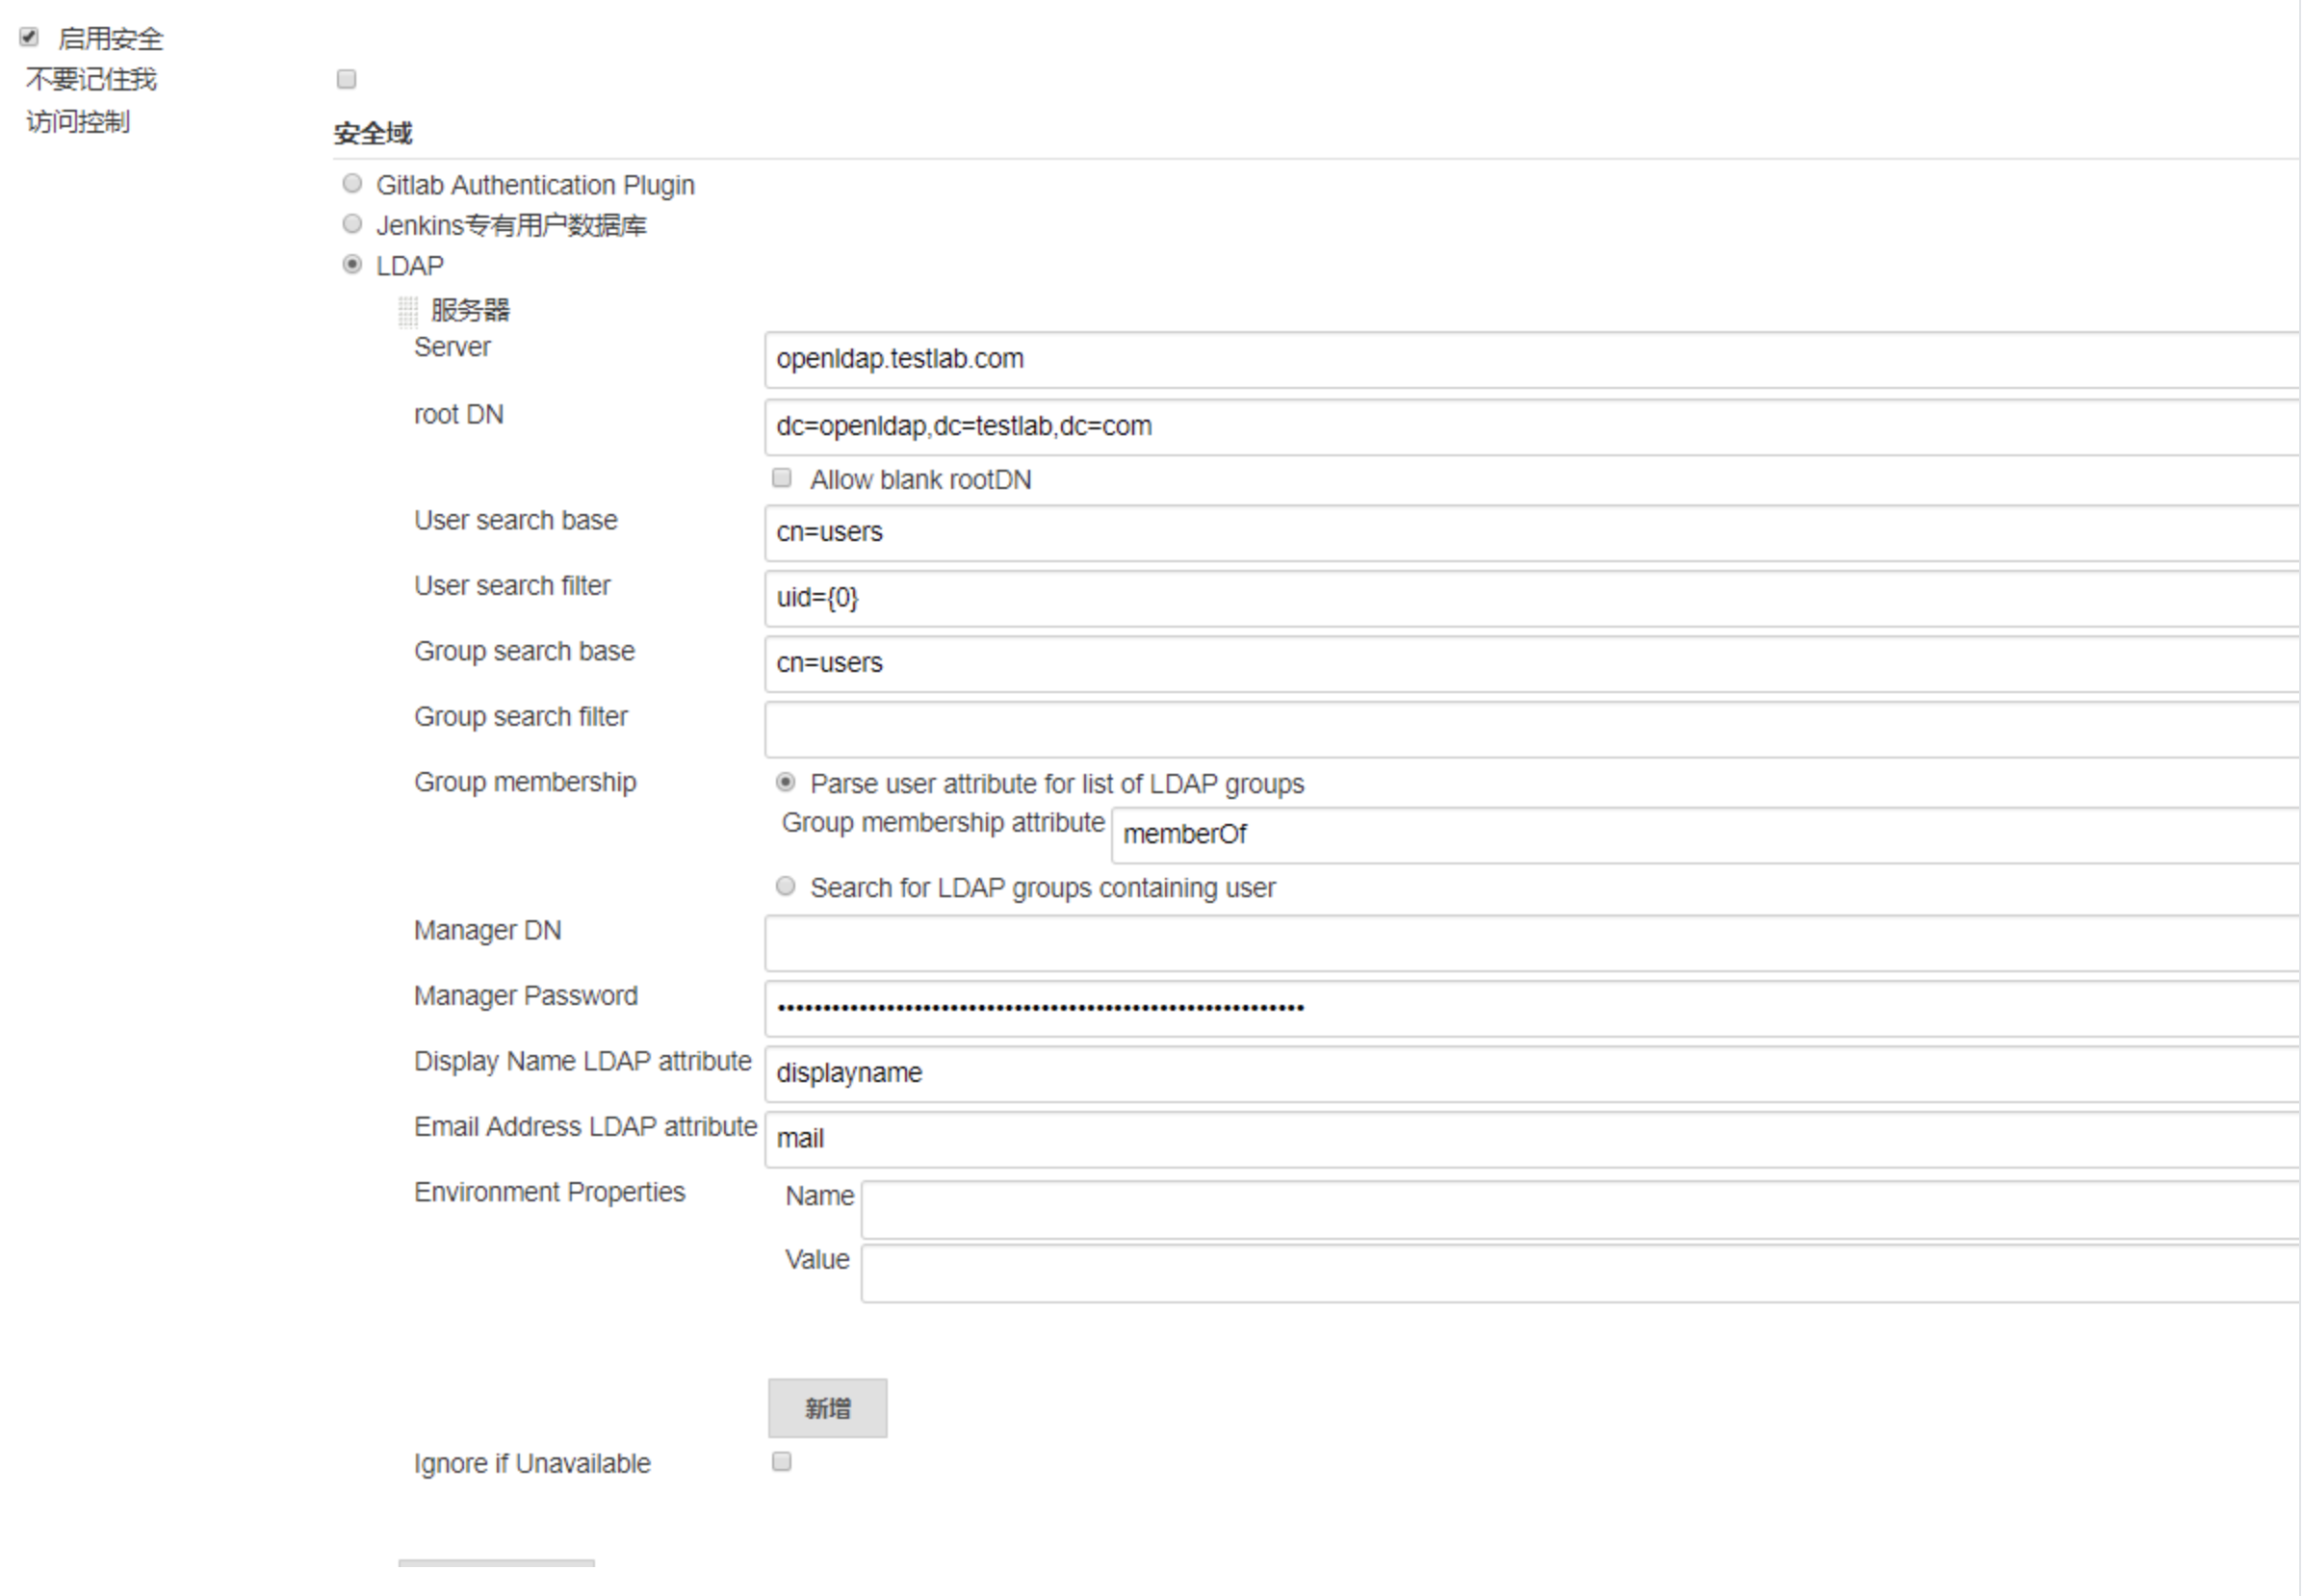 启用安全
不要记住我
访问控制
安全域
Gitlab Authentication Plugin
Jenkins专有用户数据库
LDAP
服务器
Server openldap.testlab.com
root DN dc=openldap,dc=testlab,dc=com
Allow blank rootDN
User search base cn=users
User search filter uid={0}
Group search base cn=users
Group search filter
Group membership Parse user attribute for list of LDAP groups
Group membership attribute memberOf
Search for LDAP groups containing user
Manager DN
Manager Password ••••••••••••••••••••••••••••••••••••••••••••••••••••••••••
Display Name LDAP attribute displayname
Email Address LDAP attribute mail
Environment Properties Name
Value
新增
Ignore if Unavailable